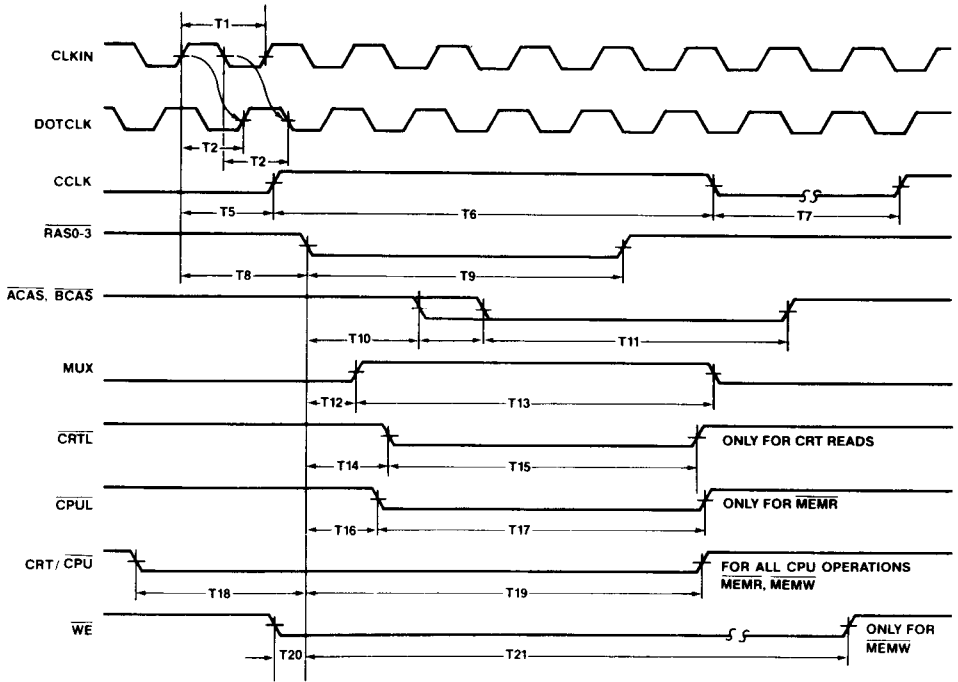 T1
CLKIN
DOTCLK
T2
T2
CCLK
T5
T6
T7
RAS0-3
T8
T9
ACAS, BCAS
T10
T11
MUX
T12
T13
CRTL
ONLY FOR CRT READS
T14
T15
CPUL
ONLY FOR MEMR
T16
T17
CRT/CPU
FOR ALL CPU OPERATIONS
MEMR, MEMW
T18
T19
WE
ONLY FOR
MEMW
T20
T21